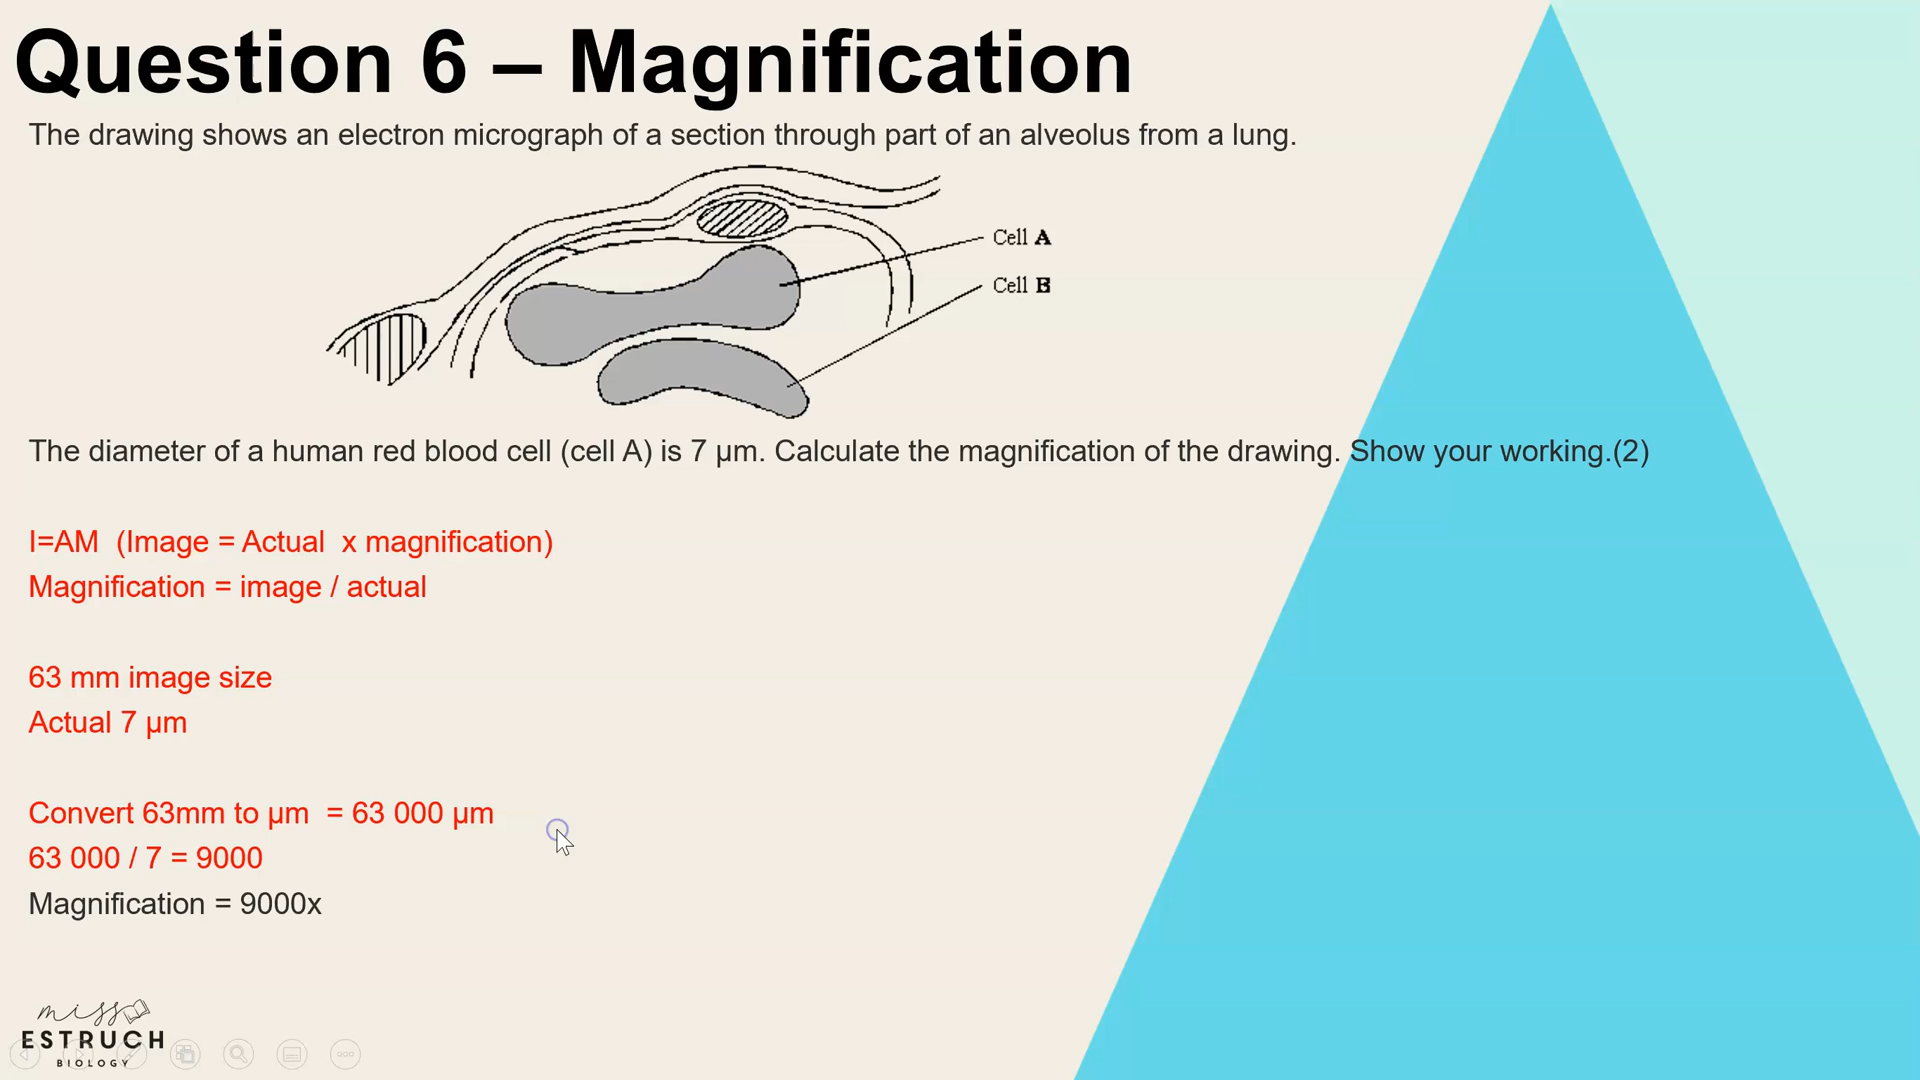 Question 6 – Magnification
The drawing shows an electron micrograph of a section through part of an alveolus from a lung.
Cell A
Cell B
The diameter of a human red blood cell (cell A) is 7 µm. Calculate the magnification of the drawing. Show your working.(2)
I=AM  (Image = Actual  x magnification)
Magnification = image / actual
63 mm image size
Actual 7 µm
Convert 63mm to µm  = 63 000 µm
63 000 / 7 = 9000
Magnification = 9000x
miss
ESTRUCH
BIOLOGY